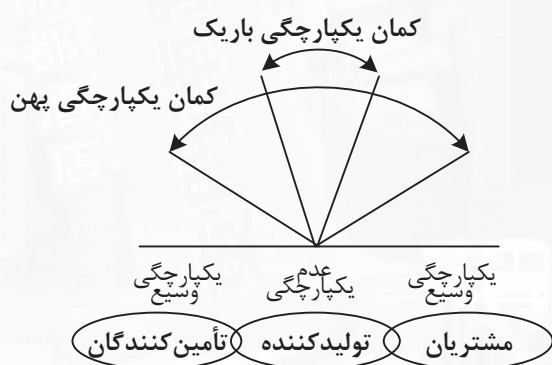 کمان یکپارچگی باریک
کمان یکپارچگی پهن
یکپارچگی وسیع
عدم یکپارچگی
یکپارچگی وسیع
مشتریان
تولیدکننده
تأمین‌کنندگان